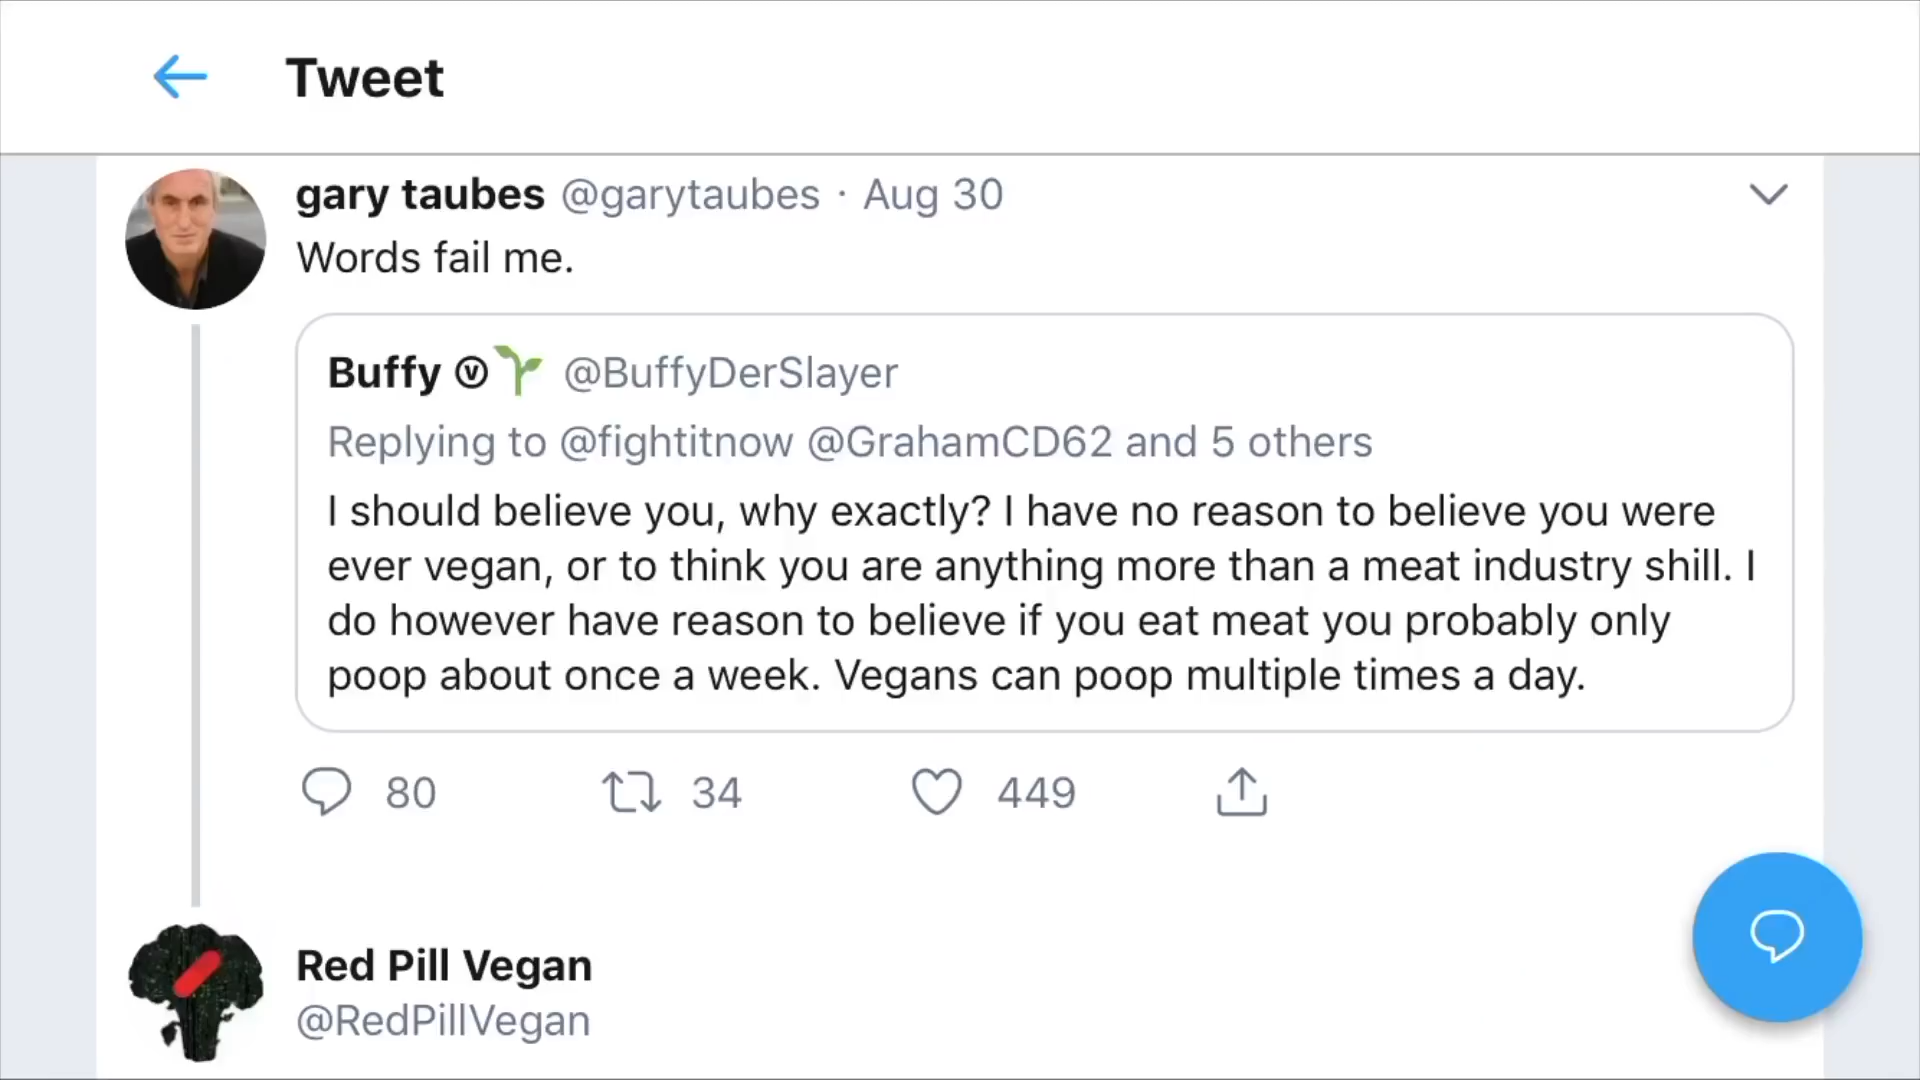 Tweet
gary taubes @garytaubes · Aug 30
Words fail me.
Buffy Ⓥ🌱 @BuffyDerSlayer
Replying to @fightitnow @GrahamCD62 and 5 others
I should believe you, why exactly? I have no reason to believe you were
ever vegan, or to think you are anything more than a meat industry shill. I
do however have reason to believe if you eat meat you probably only
poop about once a week. Vegans can poop multiple times a day.
80 34 449
Red Pill Vegan
@RedPillVegan